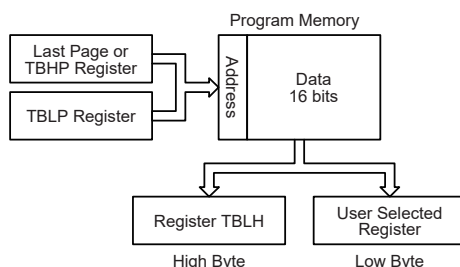 Program Memory
Last Page or
TBHP Register
TBLP Register
Address
Data
16 bits
Register TBLH
User Selected
Register
High Byte
Low Byte